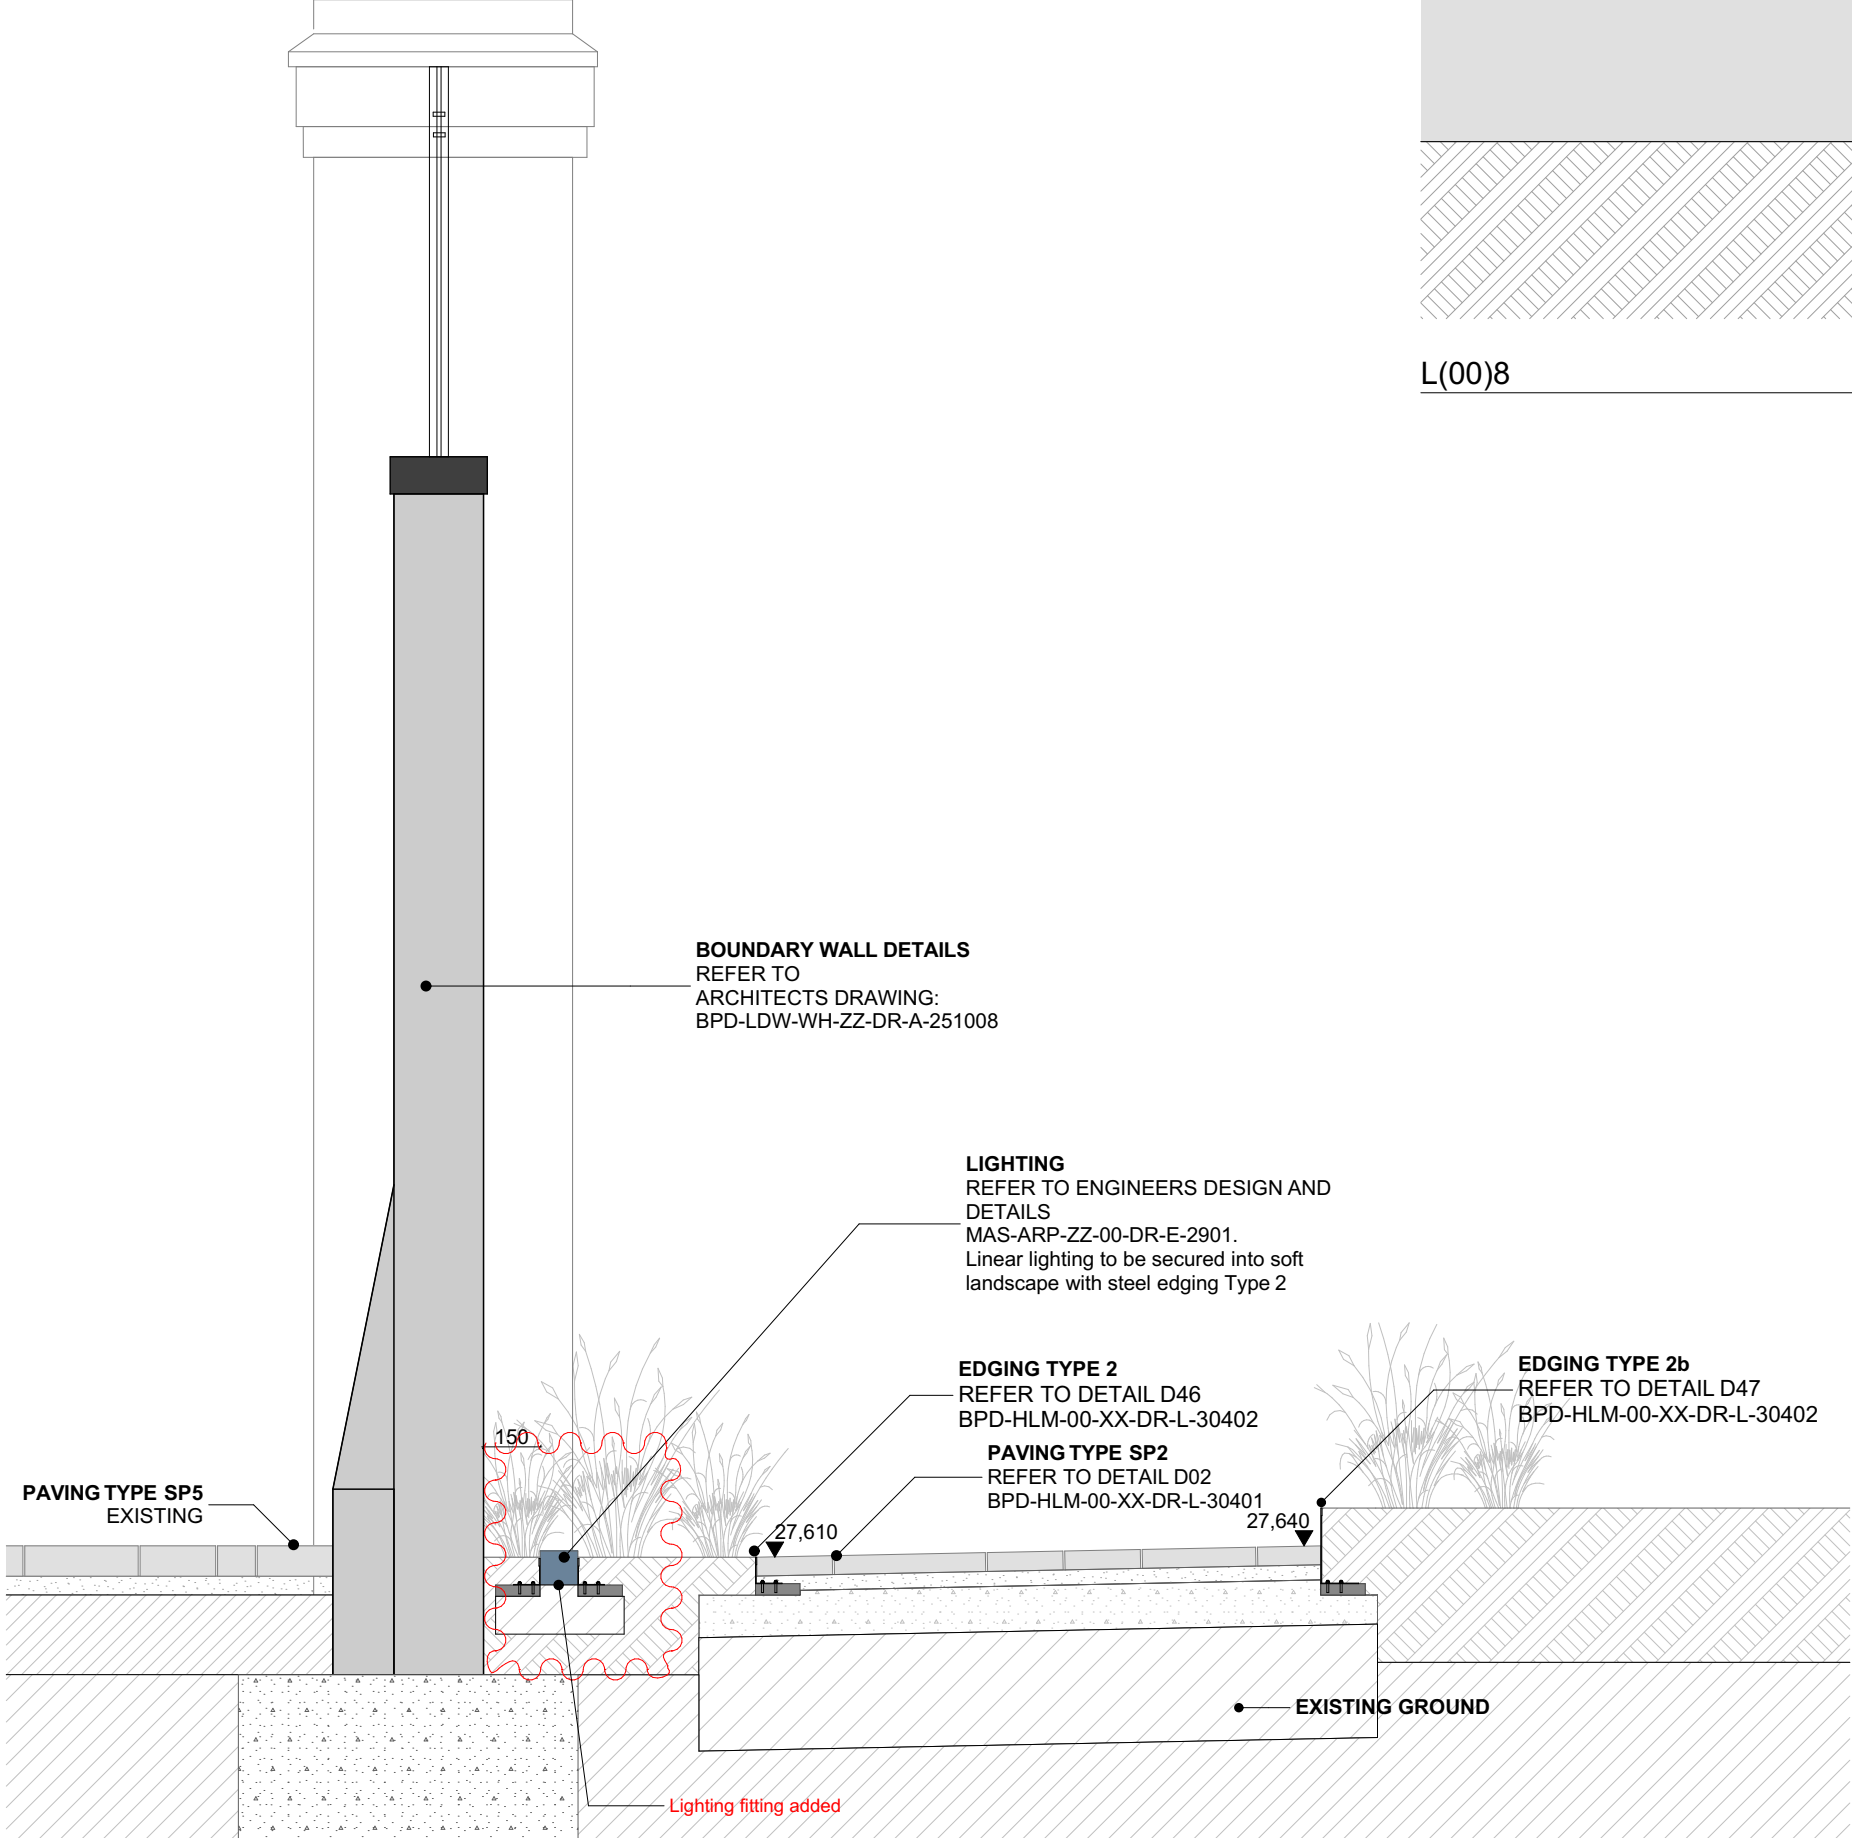 L(00)8
BOUNDARY WALL DETAILS
REFER TO
ARCHITECTS DRAWING:
BPD-LDW-WH-ZZ-DR-A-251008
LIGHTING
REFER TO ENGINEERS DESIGN AND
DETAILS
MAS-ARP-ZZ-00-DR-E-2901.
Linear lighting to be secured into soft
landscape with steel edging Type 2
EDGING TYPE 2
REFER TO DETAIL D46
BPD-HLM-00-XX-DR-L-30402
EDGING TYPE 2b
REFER TO DETAIL D47
BPD-HLM-00-XX-DR-L-30402
150
PAVING TYPE SP2
REFER TO DETAIL D02
BPD-HLM-00-XX-DR-L-30401
PAVING TYPE SP5
EXISTING
27,610
27,640
EXISTING GROUND
Lighting fitting added